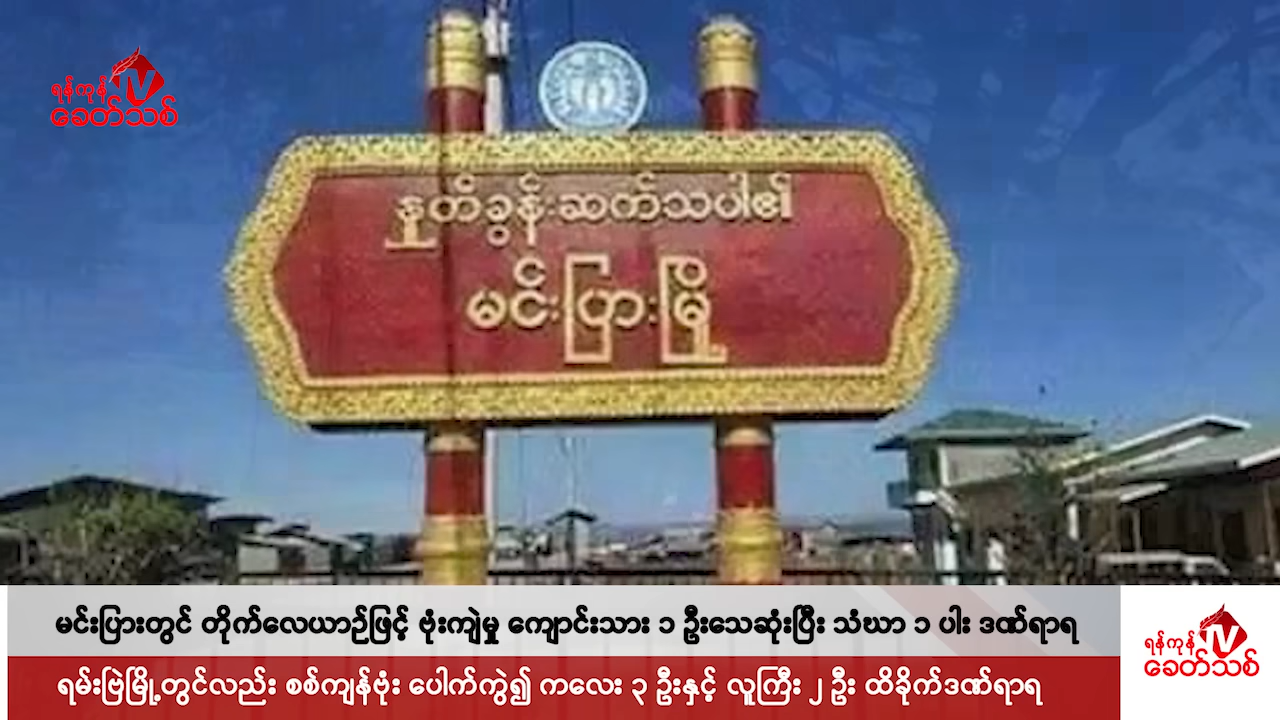 ရန်ကုန်
ခေတ်သစ်
TV
နှုတ်ခွန်းဆက်သပါ၏
မင်းပြားမြို့
မင်းပြားတွင် တိုက်လေယာဉ်ဖြင့် ဗုံးကျဲမှု ကျောင်းသား ၁ ဦးသေဆုံးပြီး သံဃာ ၁ ပါး ဒဏ်ရာရ
ရမ်းဗြဲမြို့တွင်လည်း စစ်ကျန်ဗုံး ပေါက်ကွဲ၍ ကလေး ၃ ဦးနှင့် လူကြီး ၂ ဦး ထိခိုက်ဒဏ်ရာရ
ရန်ကုန်
ခေတ်သစ်
TV